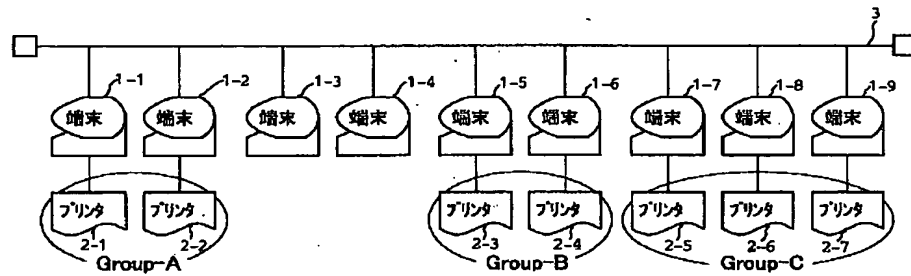 3
1-1 1-2 1-3 1-4 1-5 1-6 1-7 1-8 1-9
端末 端末 端末 端末 端末 端末 端末 端末 端末
プリンタ プリンタ プリンタ プリンタ プリンタ プリンタ プリンタ
2-1 2-2 2-3 2-4 2-5 2-6 2-7
Group-A Group-B Group-C